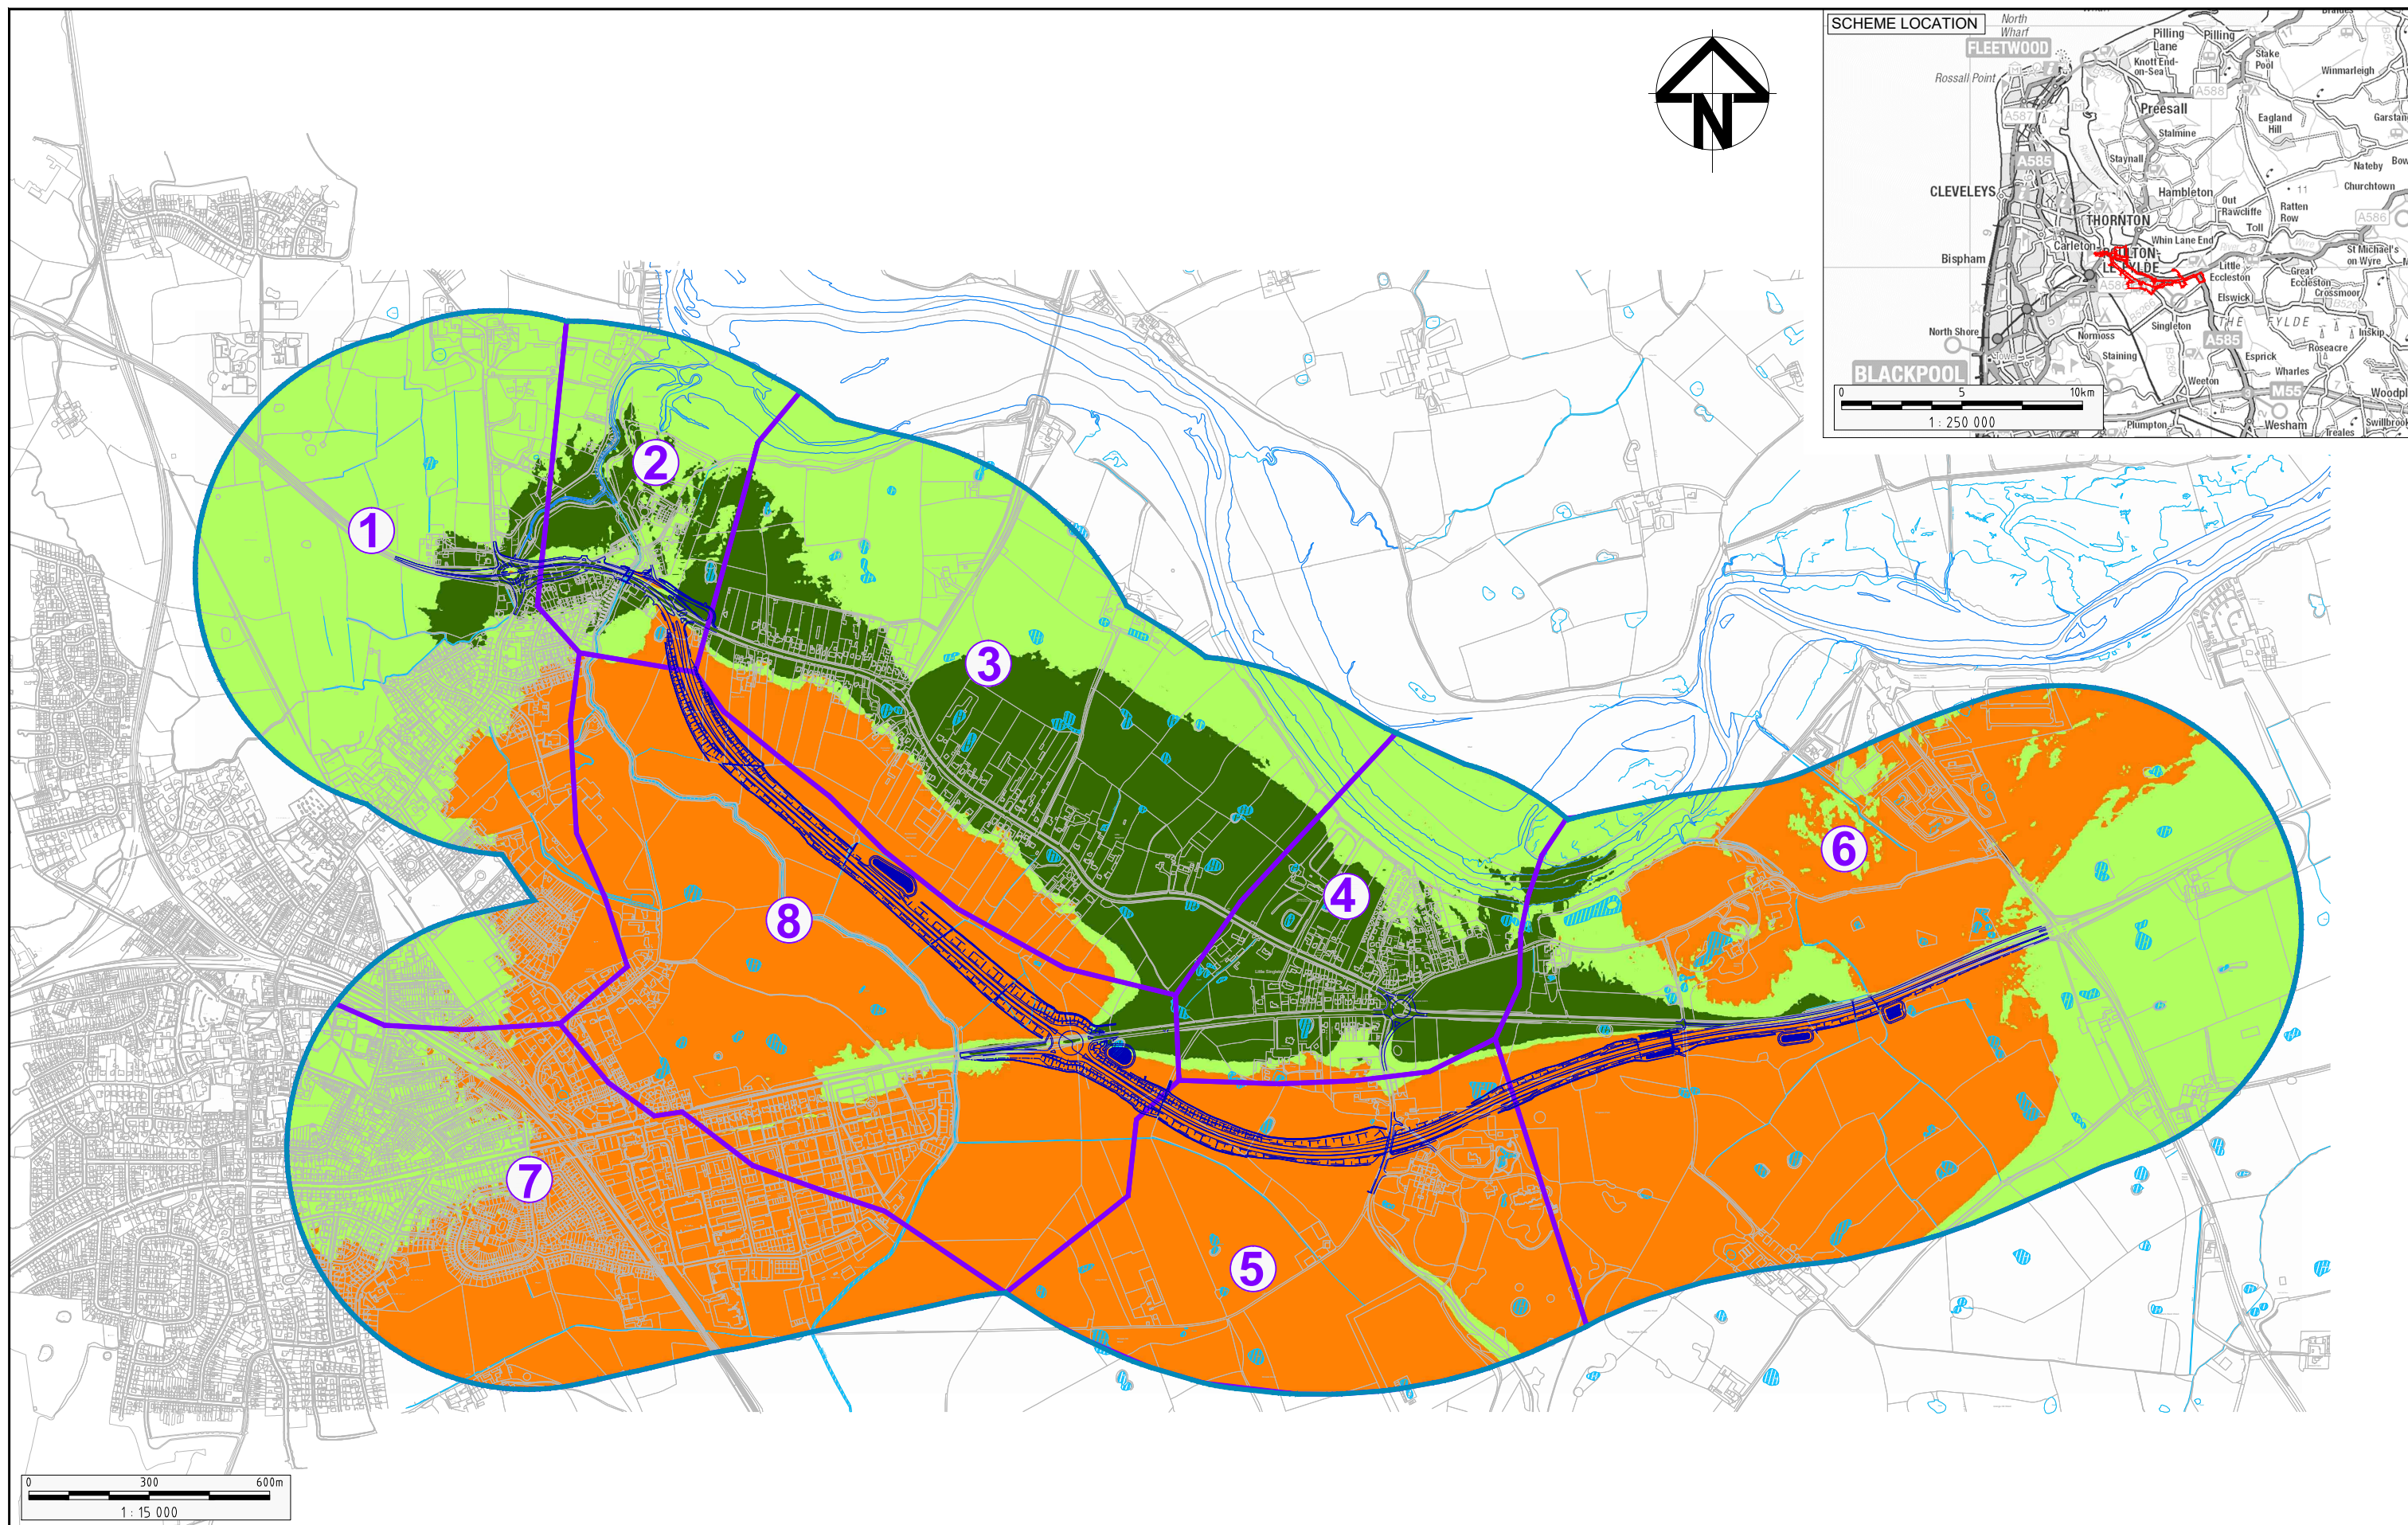 SCHEME LOCATION
North
Wharf
FLEETWOOD
Rossall Point
Pilling
Lane
Pilling
Knott End-
on-Sea
Stake
Pool
Winmarleigh
A588
A587
Preesall
Eagland
Hill
Stalmine
A585
Staynall
Nateby
CLEVELEYS
Hambleton
Churchtown
Out
Rawcliffe
Ratten
Row
A586
THORNTON
Toll
Carleton
Whin Lane End
St Michael's
on Wyre
Bispham
Little
Eccleston
Great
Eccleston
Elswick
Crossmoor
THE FYLDE
North Shore
Singleton
Inskip
Normoss
A585
Roseacre
Staining
Esprick
Wharles
BLACKPOOL
Weeton
M55
0 5 10km
1 : 250 000
Plumpton
Wesham
Treales
1
2
3
4
5
6
7
8
N
0 300 600m
1 : 15 000